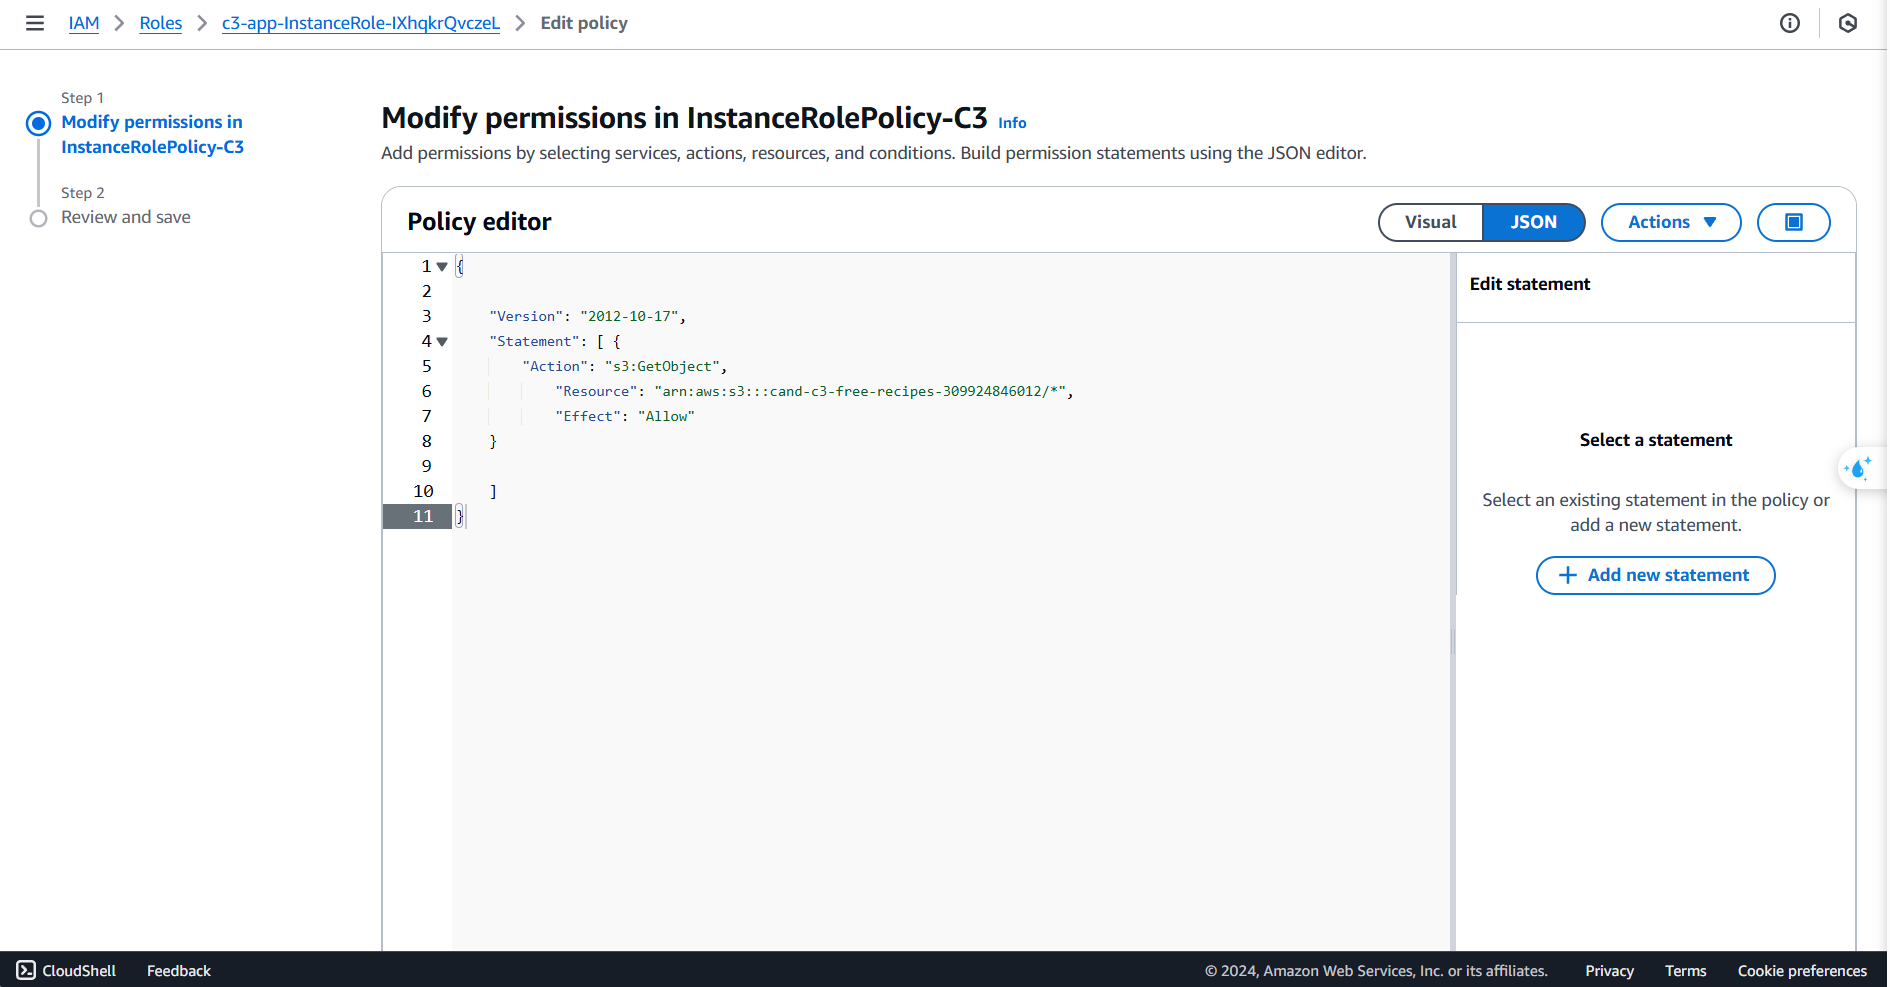 IAM > Roles > c3-app-InstanceRole-IXhqkrQvczeL > Edit policy
Step 1
Modify permissions in
InstanceRolePolicy-C3
Step 2
Review and save
Modify permissions in InstanceRolePolicy-C3 Info
Add permissions by selecting services, actions, resources, and conditions. Build permission statements using the JSON editor.
Policy editor
Visual JSON Actions
1 {
2
3 "Version": "2012-10-17",
4 "Statement": [ {
5 "Action": "s3:GetObject",
6 "Resource": "arn:aws:s3:::cand-c3-free-recipes-309924846012/*",
7 "Effect": "Allow"
8 }
9
10 ]
11 }
Edit statement
Select a statement
Select an existing statement in the policy or
add a new statement.
+ Add new statement
CloudShell Feedback © 2024, Amazon Web Services, Inc. or its affiliates. Privacy Terms Cookie preferences